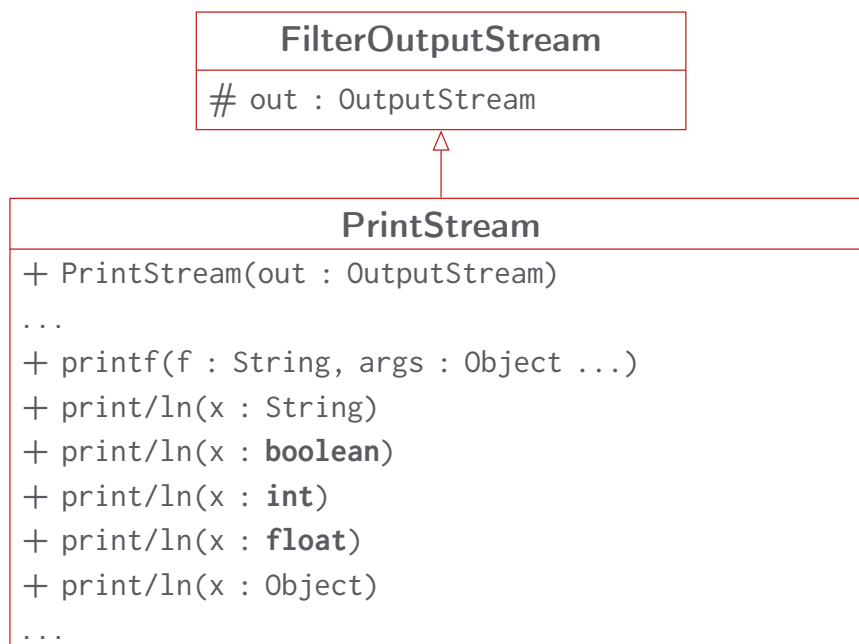 FilterOutputStream
# out : OutputStream
PrintStream
+ PrintStream(out : OutputStream)
...
+ printf(f : String, args : Object ...)
+ print/ln(x : String)
+ print/ln(x : boolean)
+ print/ln(x : int)
+ print/ln(x : float)
+ print/ln(x : Object)
...